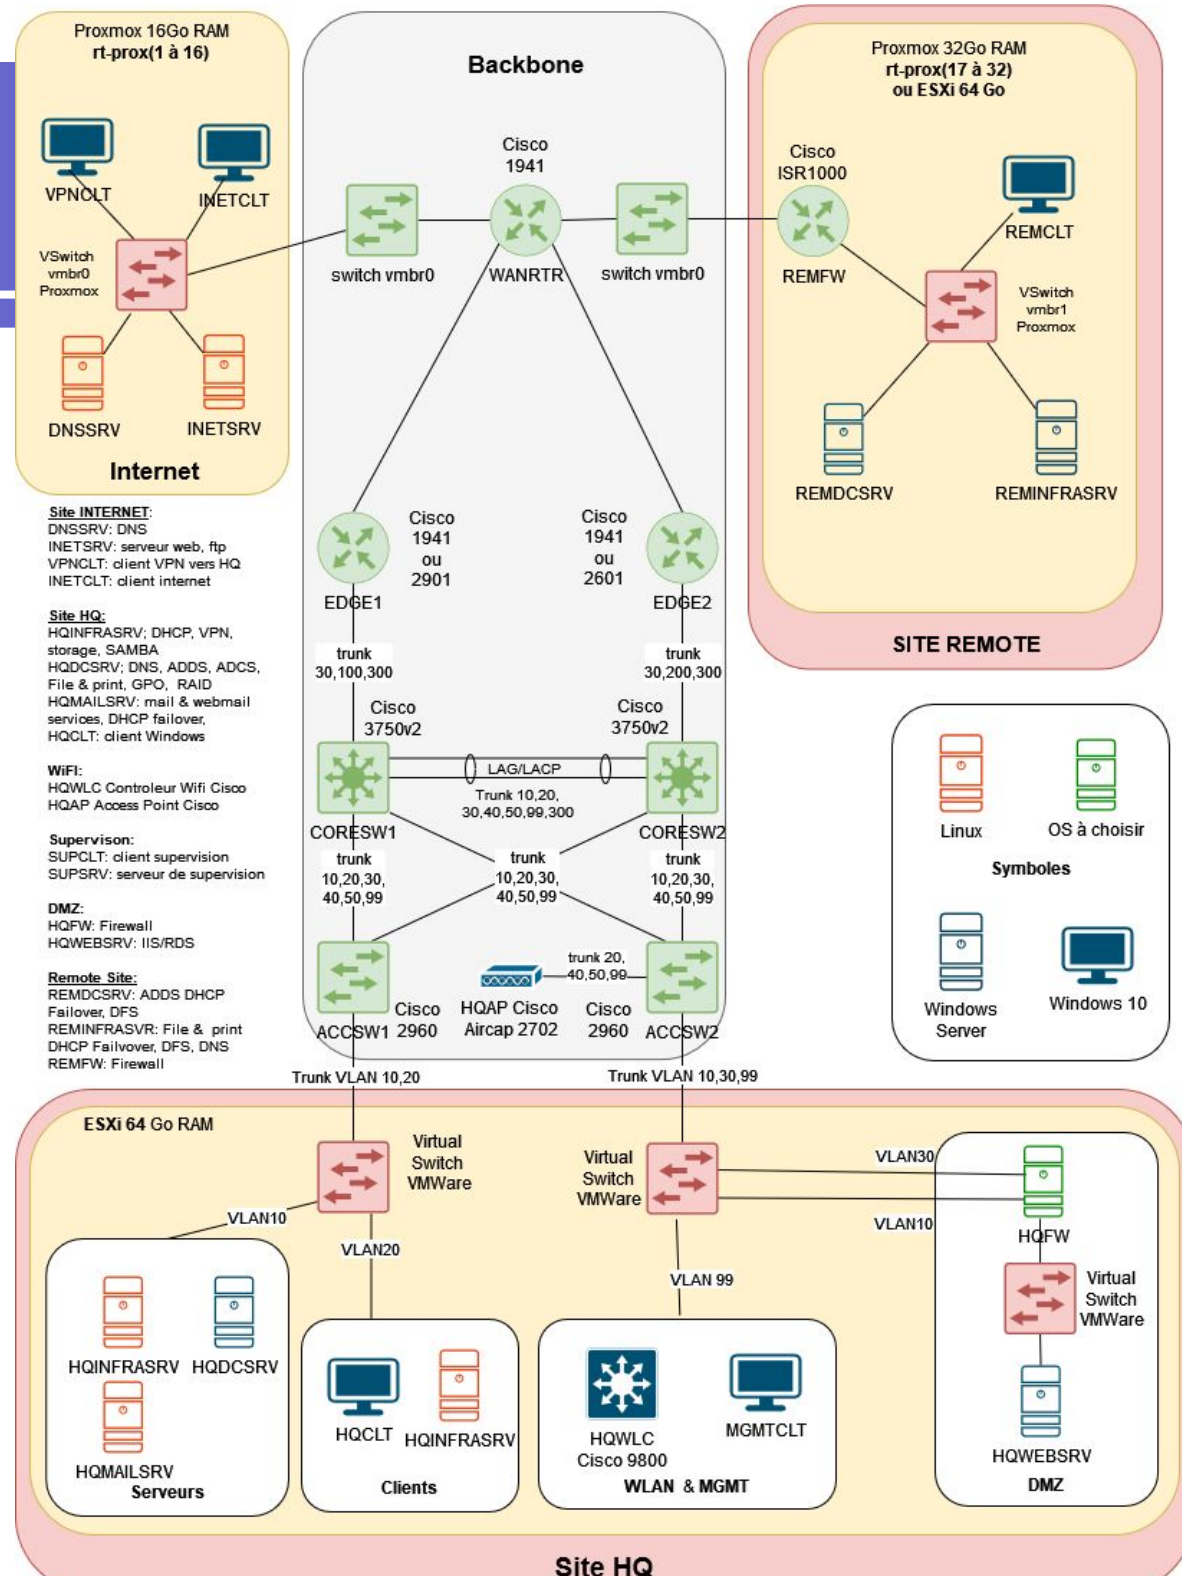 Proxmox 16Go RAM
rt-prox(1 à 16)
VPNCLT
INETCLT
VSwitch
vmbr0
Proxmox
DNSSRV
INETSRV
Internet
Backbone
Cisco
1941
switch vmbr0
WANRTR
switch vmbr0
Cisco
1941
ou
2901
EDGE1
Cisco
1941
ou
2601
EDGE2
trunk
30,100,300
trunk
30,200,300
Cisco
3750v2
Cisco
3750v2
LAG/LACP
Trunk 10,20,
30,40,50,99,300
CORESW1
CORESW2
trunk
10,20,30,
40,50,99
trunk
10,20,30,
40,50,99
trunk
10,20,30,
40,50,99
trunk 20,
40,50,99
HQAP Cisco
Aircap 2702
ACCSW1
Cisco
2960
Cisco
2960
ACCSW2
Proxmox 32Go RAM
rt-prox(17 à 32)
ou ESXi 64 Go
Cisco
ISR1000
REMFW
REMCLT
VSwitch
vmbr1
Proxmox
REMDCSRV
REMINFRASRV
SITE REMOTE
Site INTERNET:
DNSSRV: DNS
INETSRV: serveur web, ftp
VPNCLT: client VPN vers HQ
INETCLT: client internet
Site HQ:
HQINFRASRV; DHCP, VPN,
storage, SAMBA
HQDCSRV; DNS, ADDS, ADCS,
File & print, GPO, RAID
HQMAILSRV: mail & webmail
services, DHCP failover,
HQCLT: client Windows
WiFI:
HQWLC Controleur Wifi Cisco
HQAP Access Point Cisco
Supervison:
SUPCLT: client supervision
SUPSRV: serveur de supervision
DMZ:
HQFW: Firewall
HQWEBSRV: IIS/RDS
Remote Site:
REMDCSRV: ADDS DHCP
Failover, DFS
REMINFRASVR: File & print
DHCP Failvover, DFS, DNS
REMFW: Firewall
Linux
OS à choisir
Symboles
Windows
Server
Windows 10
Trunk VLAN 10,20
Trunk VLAN 10,30,99
ESXi 64 Go RAM
Virtual
Switch
VMWare
Virtual
Switch
VMWare
VLAN30
VLAN10
VLAN10
VLAN20
VLAN 99
HQFW
Virtual
Switch
VMWare
HQWEBSRV
DMZ
HQINFRASRV
HQDCSRV
HQMAILSRV
Serveurs
HQCLT
HQINFRASRV
Clients
HQWLC
Cisco 9800
MGMTCLT
WLAN & MGMT
Site HQ